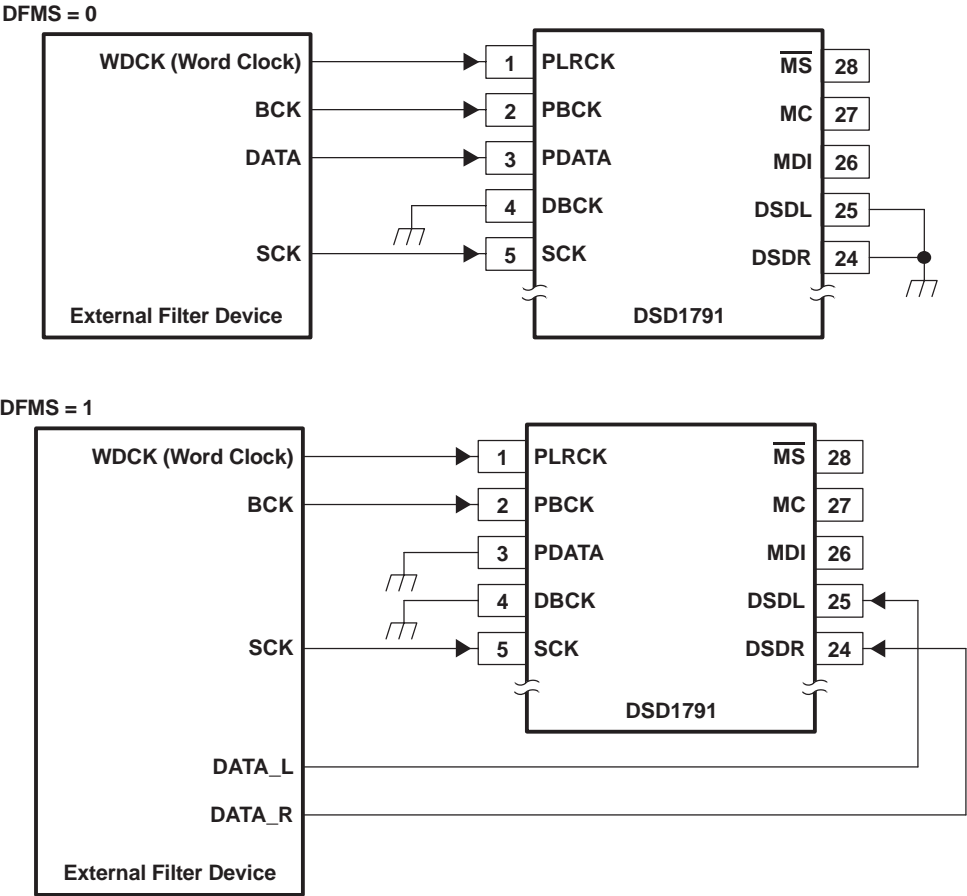 DFMS = 0
WDCK (Word Clock) 1 PLRCK MS 28
BCK 2 PBCK MC 27
DATA 3 PDATA MDI 26
4 DBCK DSDL 25
SCK 5 SCK DSDR 24
External Filter Device DSD1791
DFMS = 1
WDCK (Word Clock) 1 PLRCK MS 28
BCK 2 PBCK MC 27
3 PDATA MDI 26
4 DBCK DSDL 25
SCK 5 SCK DSDR 24
DSD1791
DATA_L
DATA_R
External Filter Device